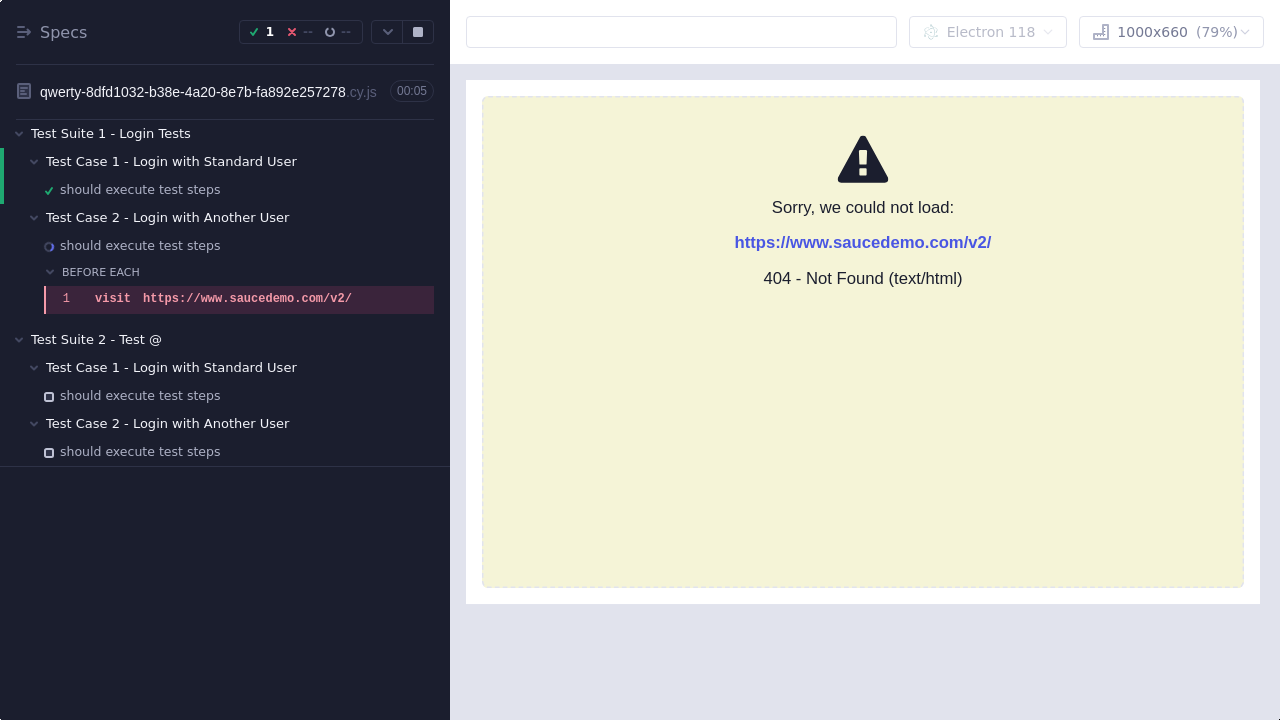 Specs
1 -- --
qwerty-8dfd1032-b38e-4a20-8e7b-fa892e257278.cy.js 00:05
Test Suite 1 - Login Tests
Test Case 1 - Login with Standard User
should execute test steps
Test Case 2 - Login with Another User
should execute test steps
BEFORE EACH
1 visit https://www.saucedemo.com/v2/
Test Suite 2 - Test @
Test Case 1 - Login with Standard User
should execute test steps
Test Case 2 - Login with Another User
should execute test steps
Electron 118
1000x660 (79%)
Sorry, we could not load:
https://www.saucedemo.com/v2/
404 - Not Found (text/html)